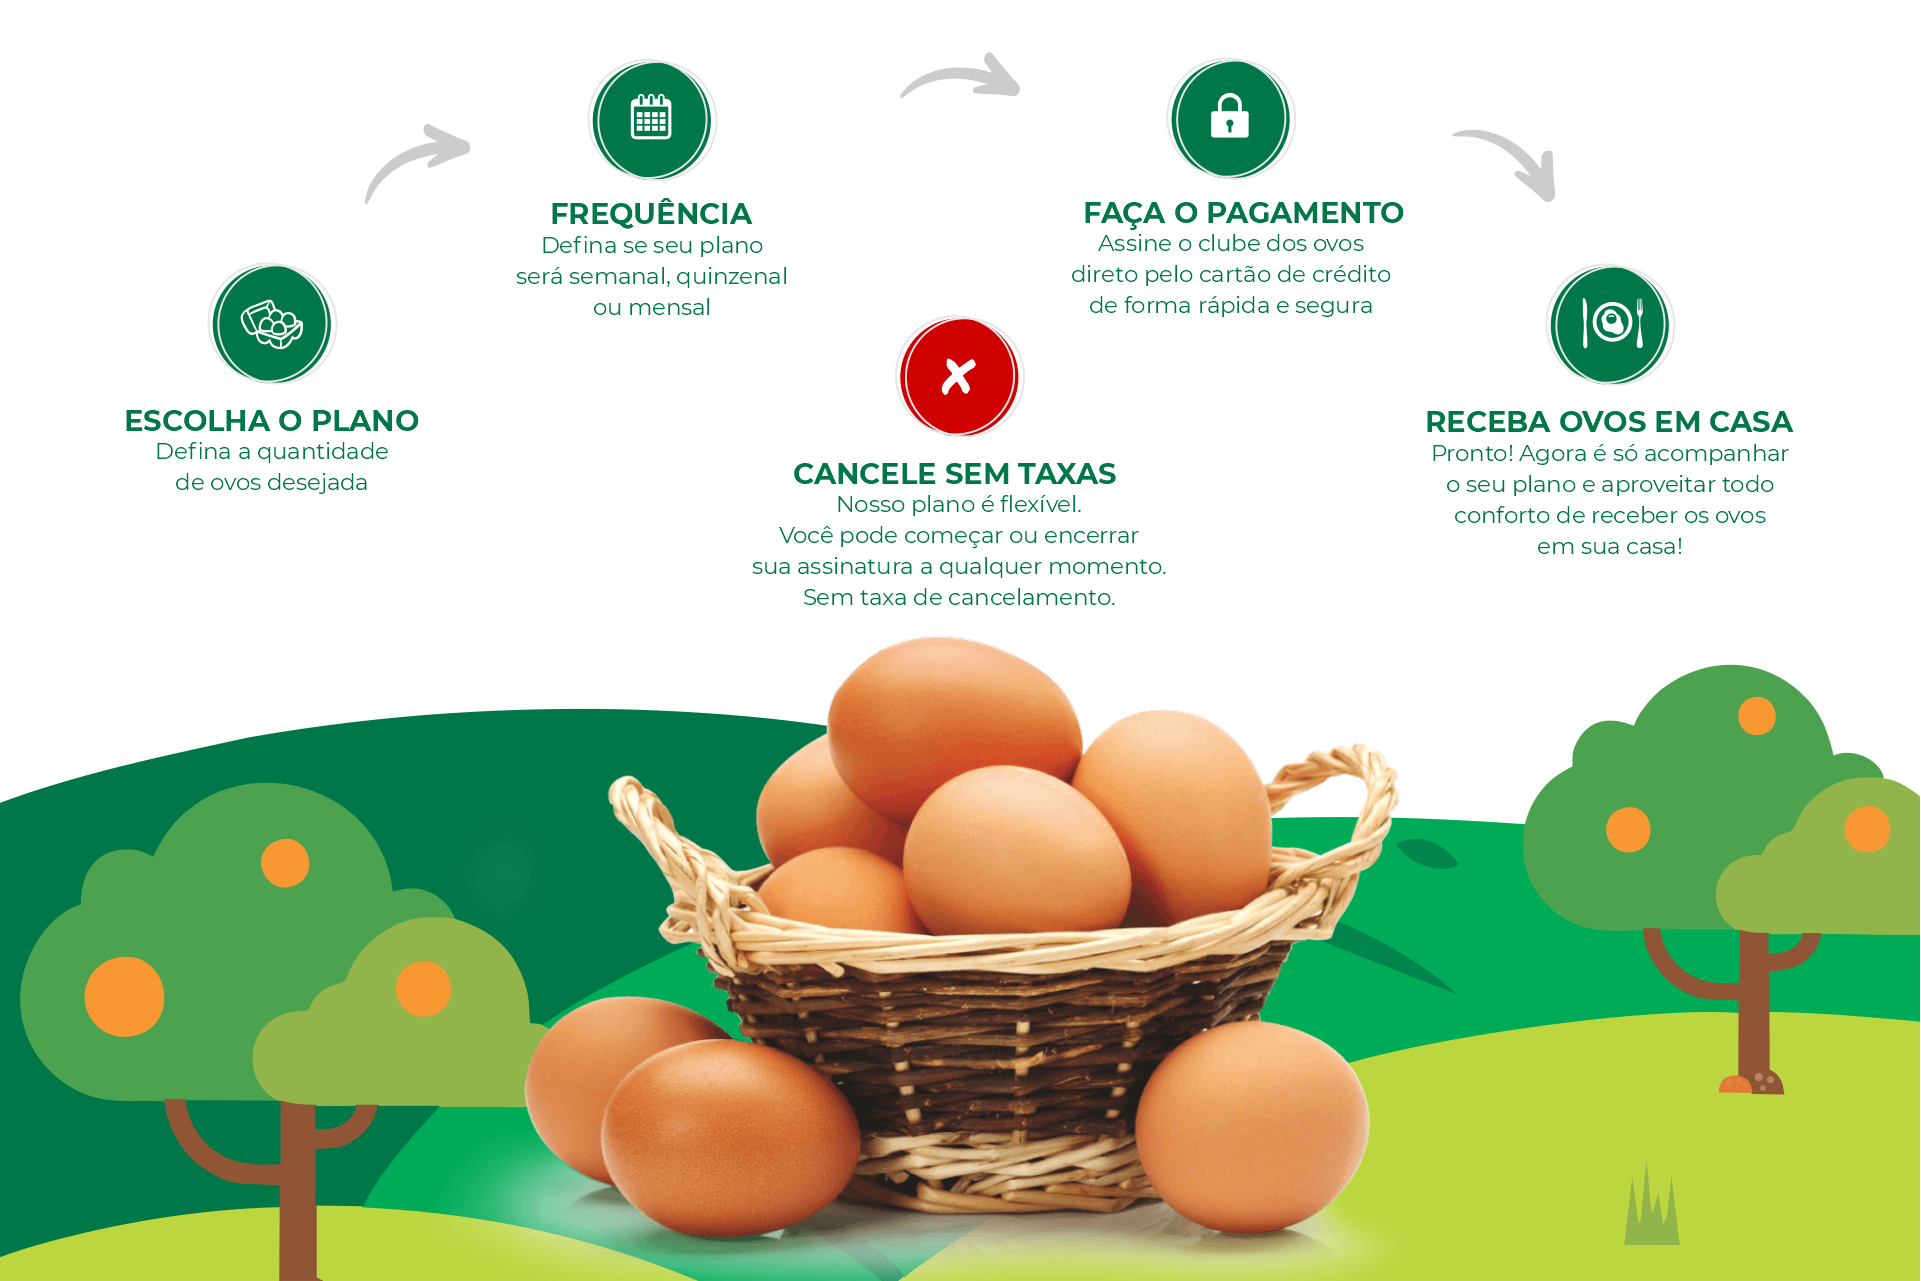 ESCOLHA O PLANO
Defina a quantidade
de ovos desejada
FREQUÊNCIA
Defina se seu plano
será semanal, quinzenal
ou mensal
FAÇA O PAGAMENTO
Assine o clube dos ovos
direto pelo cartão de crédito
de forma rápida e segura
RECEBA OVOS EM CASA
Pronto! Agora é só acompanhar
o seu plano e aproveitar todo
conforto de receber os ovos
em sua casa!
CANCELE SEM TAXAS
Nosso plano é flexível.
Você pode começar ou encerrar
sua assinatura a qualquer momento.
Sem taxa de cancelamento.